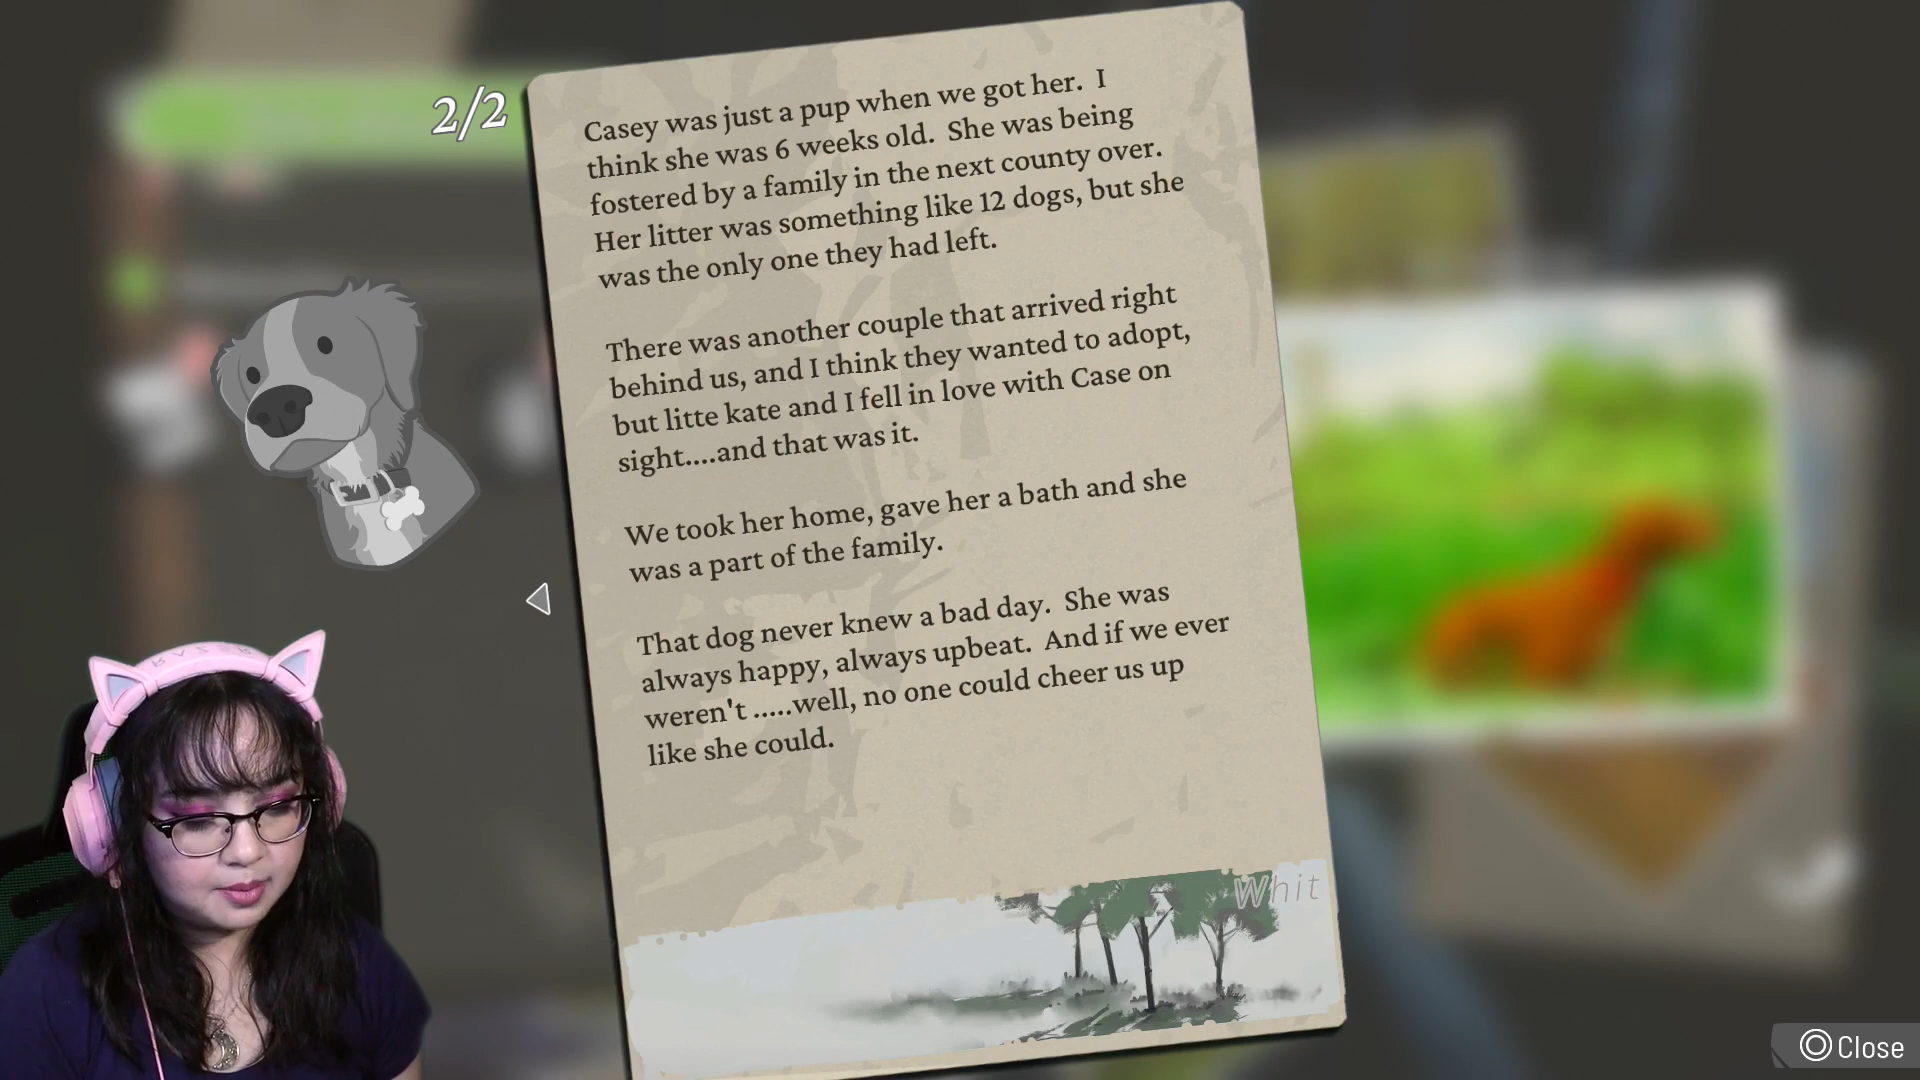 2/2
Casey was just a pup when we got her.  I
think she was 6 weeks old.  She was being
fostered by a family in the next county over.
Her litter was something like 12 dogs, but she
was the only one they had left.
There was another couple that arrived right
behind us, and I think they wanted to adopt,
but litte kate and I fell in love with Case on
sight....and that was it.
We took her home, gave her a bath and she
was a part of the family.
That dog never knew a bad day.  She was
always happy, always upbeat.  And if we ever
weren't .....well, no one could cheer us up
like she could.
Whit
RAZER
Close